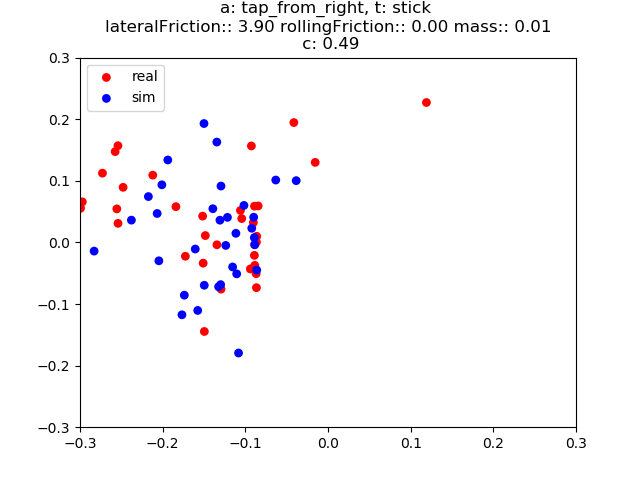 a: tap_from_right, t: stick
lateralFriction:: 3.90 rollingFriction:: 0.00 mass:: 0.01
c: 0.49
real
sim
0.3
0.2
0.1
0.0
−0.1
−0.2
−0.3
−0.3 −0.2 −0.1 0.0 0.1 0.2 0.3